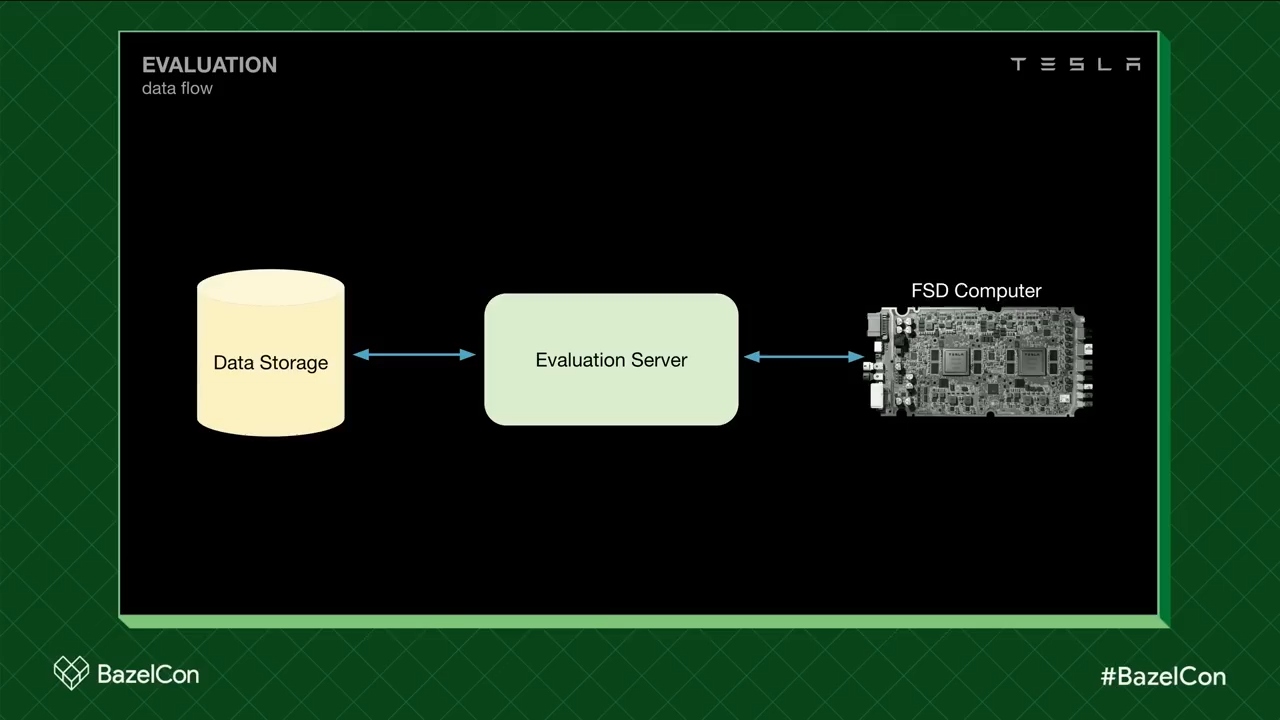 EVALUATION
data flow
TESLA
Data Storage
Evaluation Server
FSD Computer
BazelCon
#BazelCon